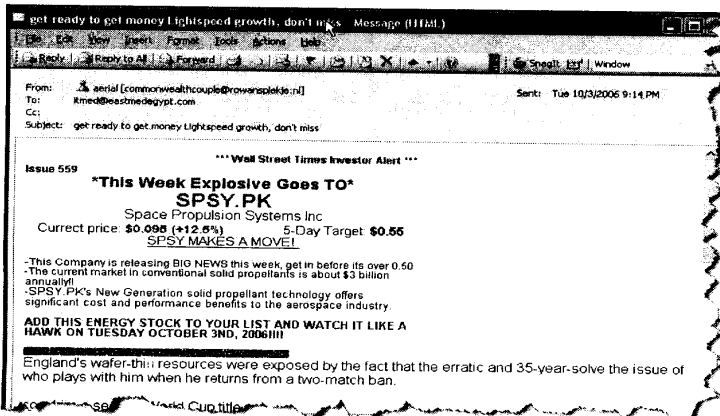 get ready to get money Lightspeed growth, don't miss - Message (HTML)
File Edit View Insert Format Tools Actions Help
Reply Reply to All Forward SnagIt Window
From: aerial [commonwealthcouple@rowansplekje.nl] Sent: Tue 10/3/2006 9:14 PM
To: Kmed@eastmedegypt.com
Cc:
Subject: get ready to get money Lightspeed growth, don't miss
*** Wall Street Times Investor Alert ***
Issue 559
*This Week Explosive Goes TO*
SPSY.PK
Space Propulsion Systems Inc
Currect price: $0.095 (+12.5%) 5-Day Target: $0.55
SPSY MAKES A MOVE!
-This Company is releasing BIG NEWS this week, get in before its over 0.50
-The current market in conventional solid propellants is about $3 billion
annually!!
-SPSY.PK's New Generation solid propellant technology offers
significant cost and performance benefits to the aerospace industry.
ADD THIS ENERGY STOCK TO YOUR LIST AND WATCH IT LIKE A
HAWK ON TUESDAY OCTOBER 3ND, 2006!!!!
England's wafer-thin resources were exposed by the fact that the erratic and 35-year-solve the issue of
who plays with him when he returns from a two-match ban.
World Cup title